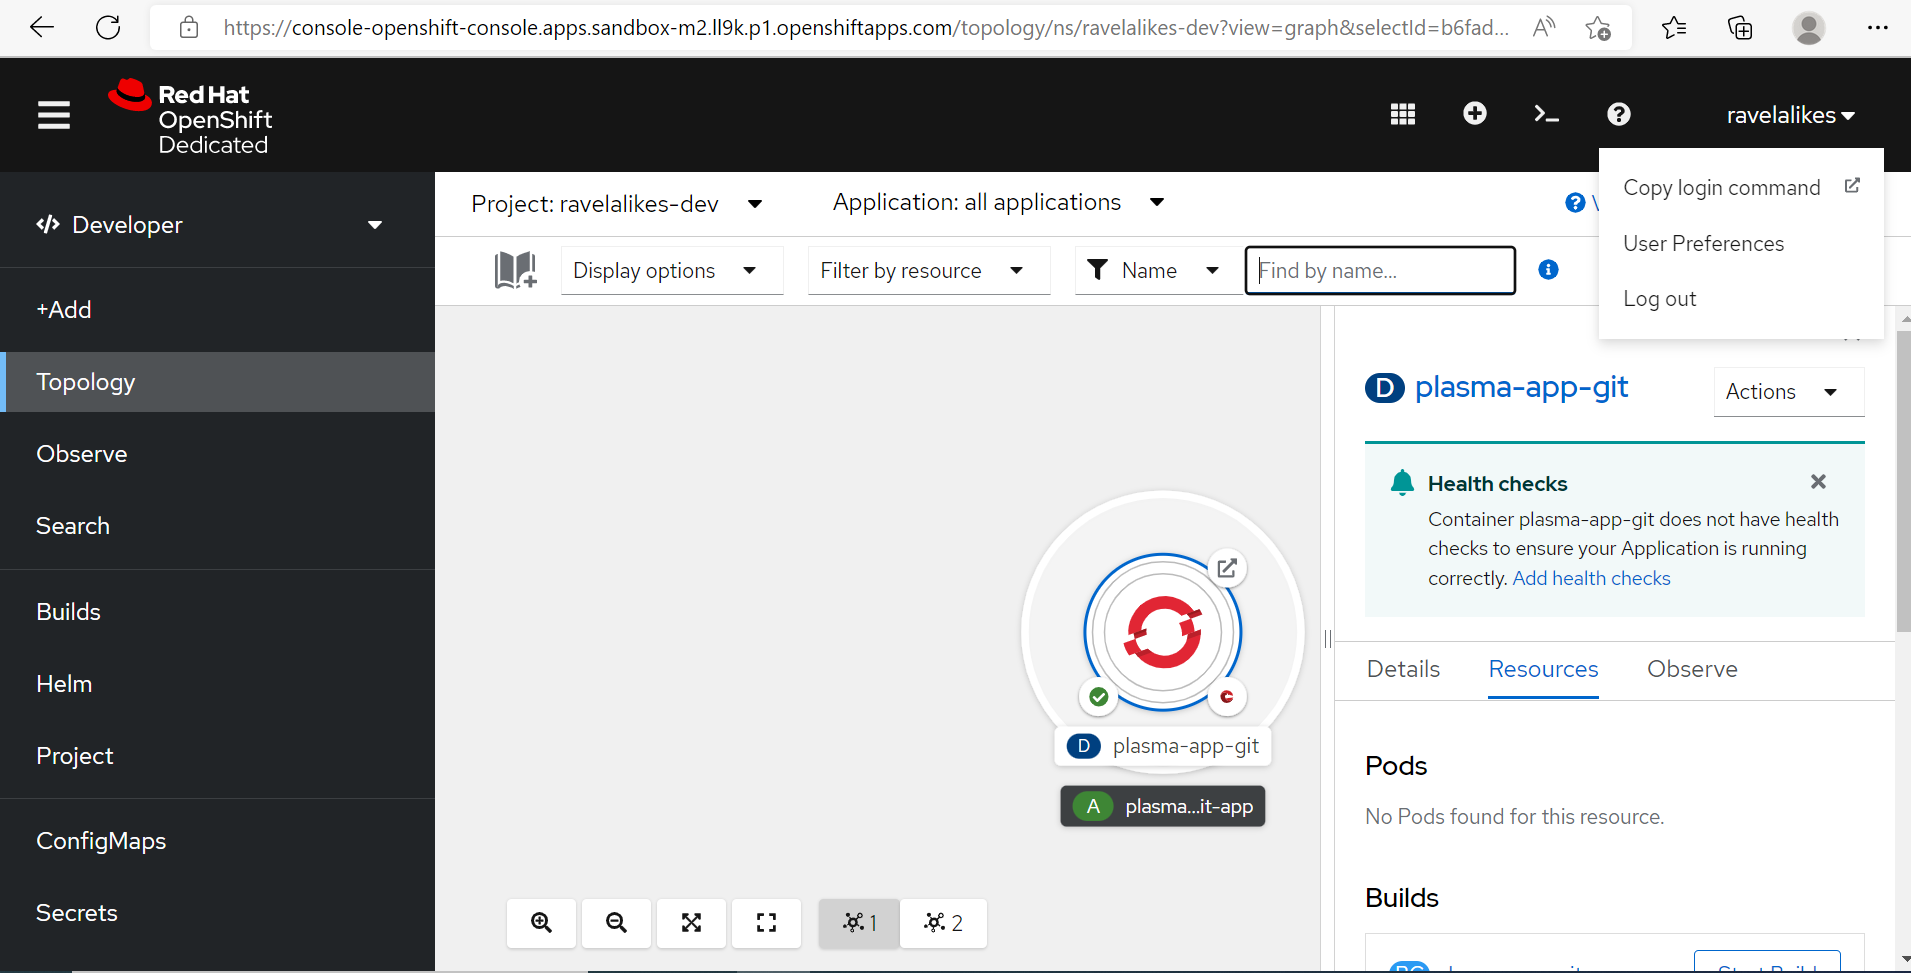 https://console-openshift-console.apps.sandbox-m2.ll9k.p1.openshiftapps.com/topology/ns/ravelalikes-dev?view=graph&selectId=b6fad...
Red Hat
OpenShift
Dedicated
ravelalikes
Copy login command
User Preferences
Log out
Developer
+Add
Topology
Observe
Search
Builds
Helm
Project
ConfigMaps
Secrets
Project: ravelalikes-dev
Application: all applications
Display options
Filter by resource
Name
Find by name...
D plasma-app-git
Actions
Health checks
Container plasma-app-git does not have health
checks to ensure your Application is running
correctly. Add health checks
Details
Resources
Observe
Pods
No Pods found for this resource.
Builds
D plasma-app-git
A plasma...it-app
1
2